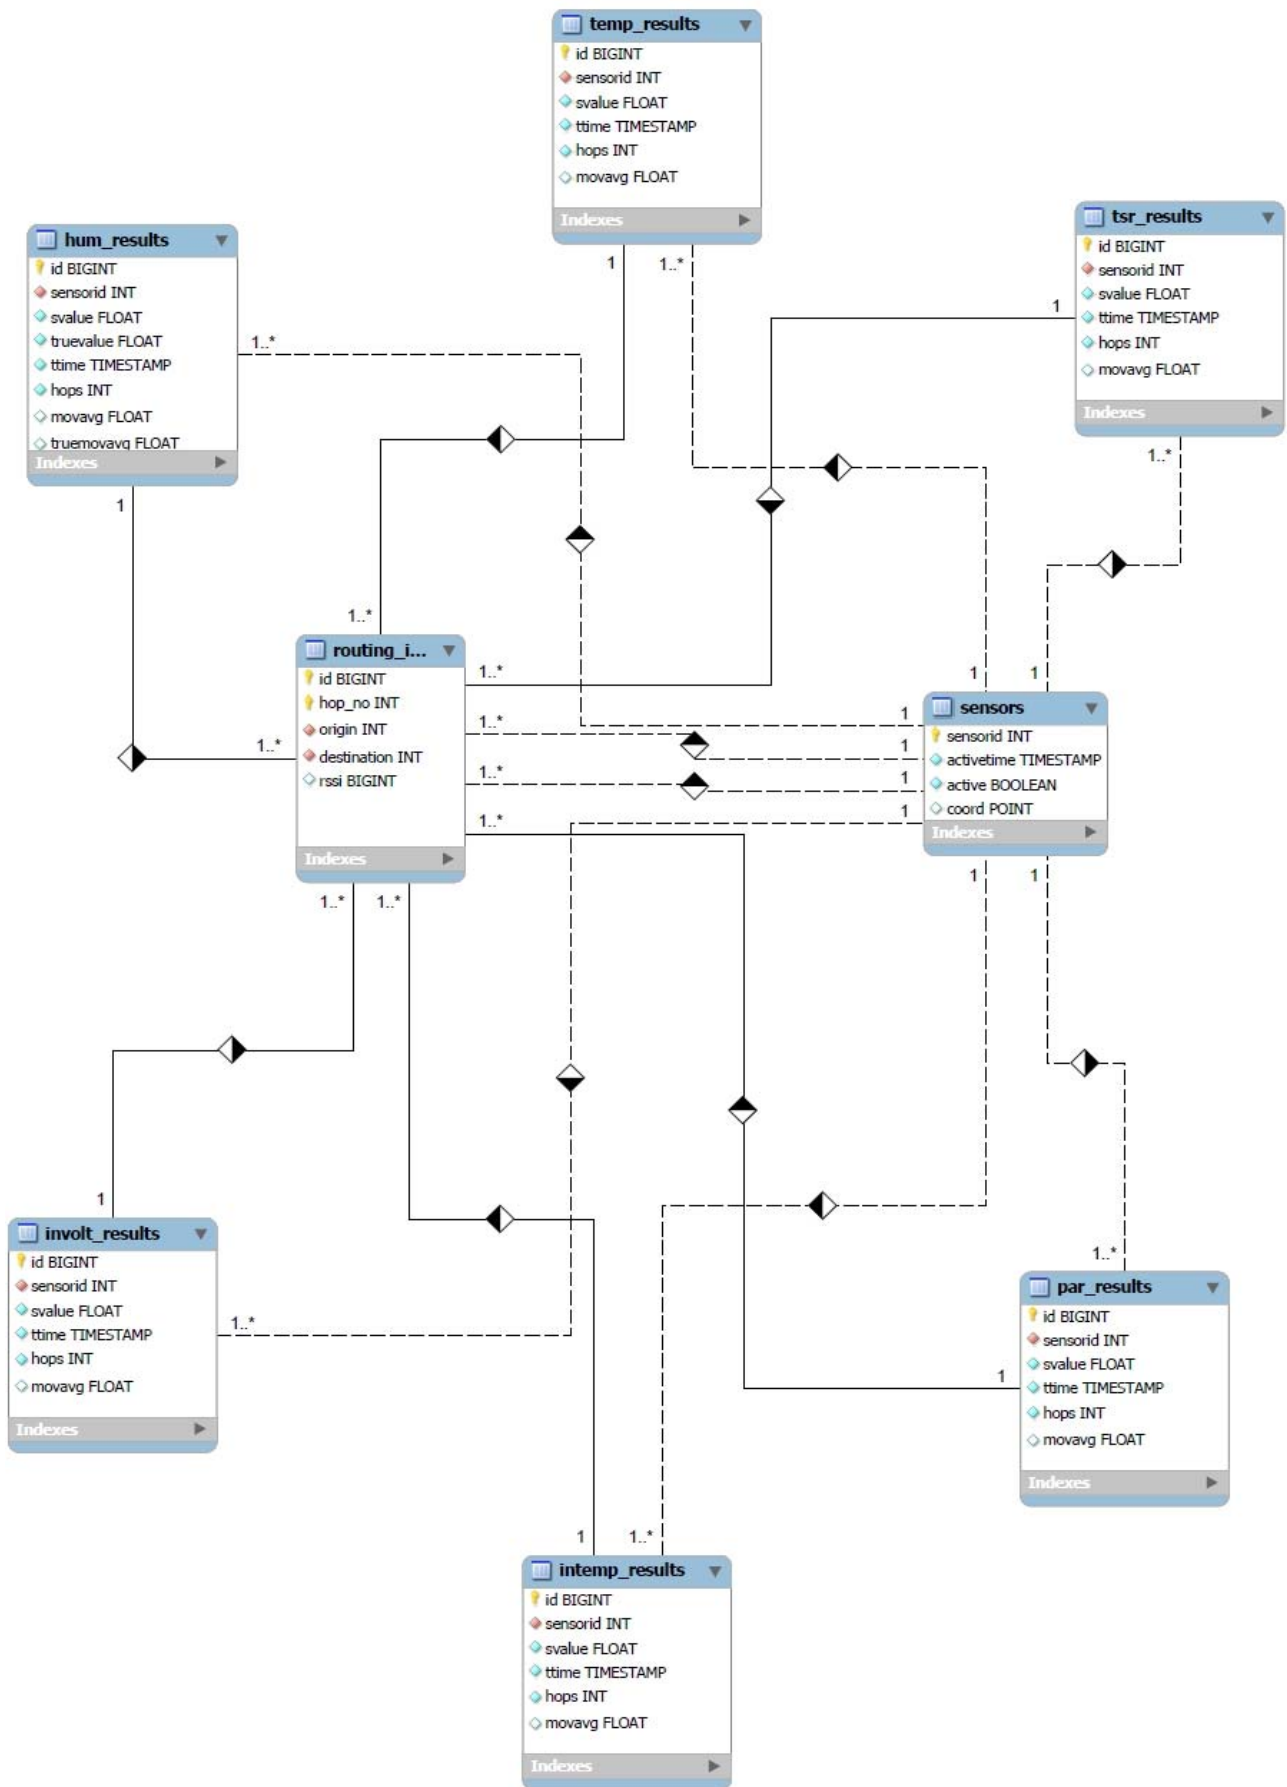 temp_results
id BIGINT
sensorid INT
svalue FLOAT
ttime TIMESTAMP
hops INT
movavg FLOAT
Indexes
1
1..*
tsr_results
id BIGINT
sensorid INT
svalue FLOAT
ttime TIMESTAMP
hops INT
movavg FLOAT
Indexes
1
1..*
hum_results
id BIGINT
sensorid INT
svalue FLOAT
truevalue FLOAT
ttime TIMESTAMP
hops INT
movavg FLOAT
truemovavg FLOAT
Indexes
1..*
1
1..*
1..*
routing_i...
id BIGINT
hop_no INT
origin INT
destination INT
rssi BIGINT
Indexes
1..*
1..*
1..*
1..*
1..*
1..*
1
1
sensors
sensorid INT
activetime TIMESTAMP
active BOOLEAN
coord POINT
Indexes
1
1
1
1
1
1
1
involt_results
id BIGINT
sensorid INT
svalue FLOAT
ttime TIMESTAMP
hops INT
movavg FLOAT
Indexes
1..*
1..*
par_results
id BIGINT
sensorid INT
svalue FLOAT
ttime TIMESTAMP
hops INT
movavg FLOAT
Indexes
1
1
1..*
intemp_results
id BIGINT
sensorid INT
svalue FLOAT
ttime TIMESTAMP
hops INT
movavg FLOAT
Indexes